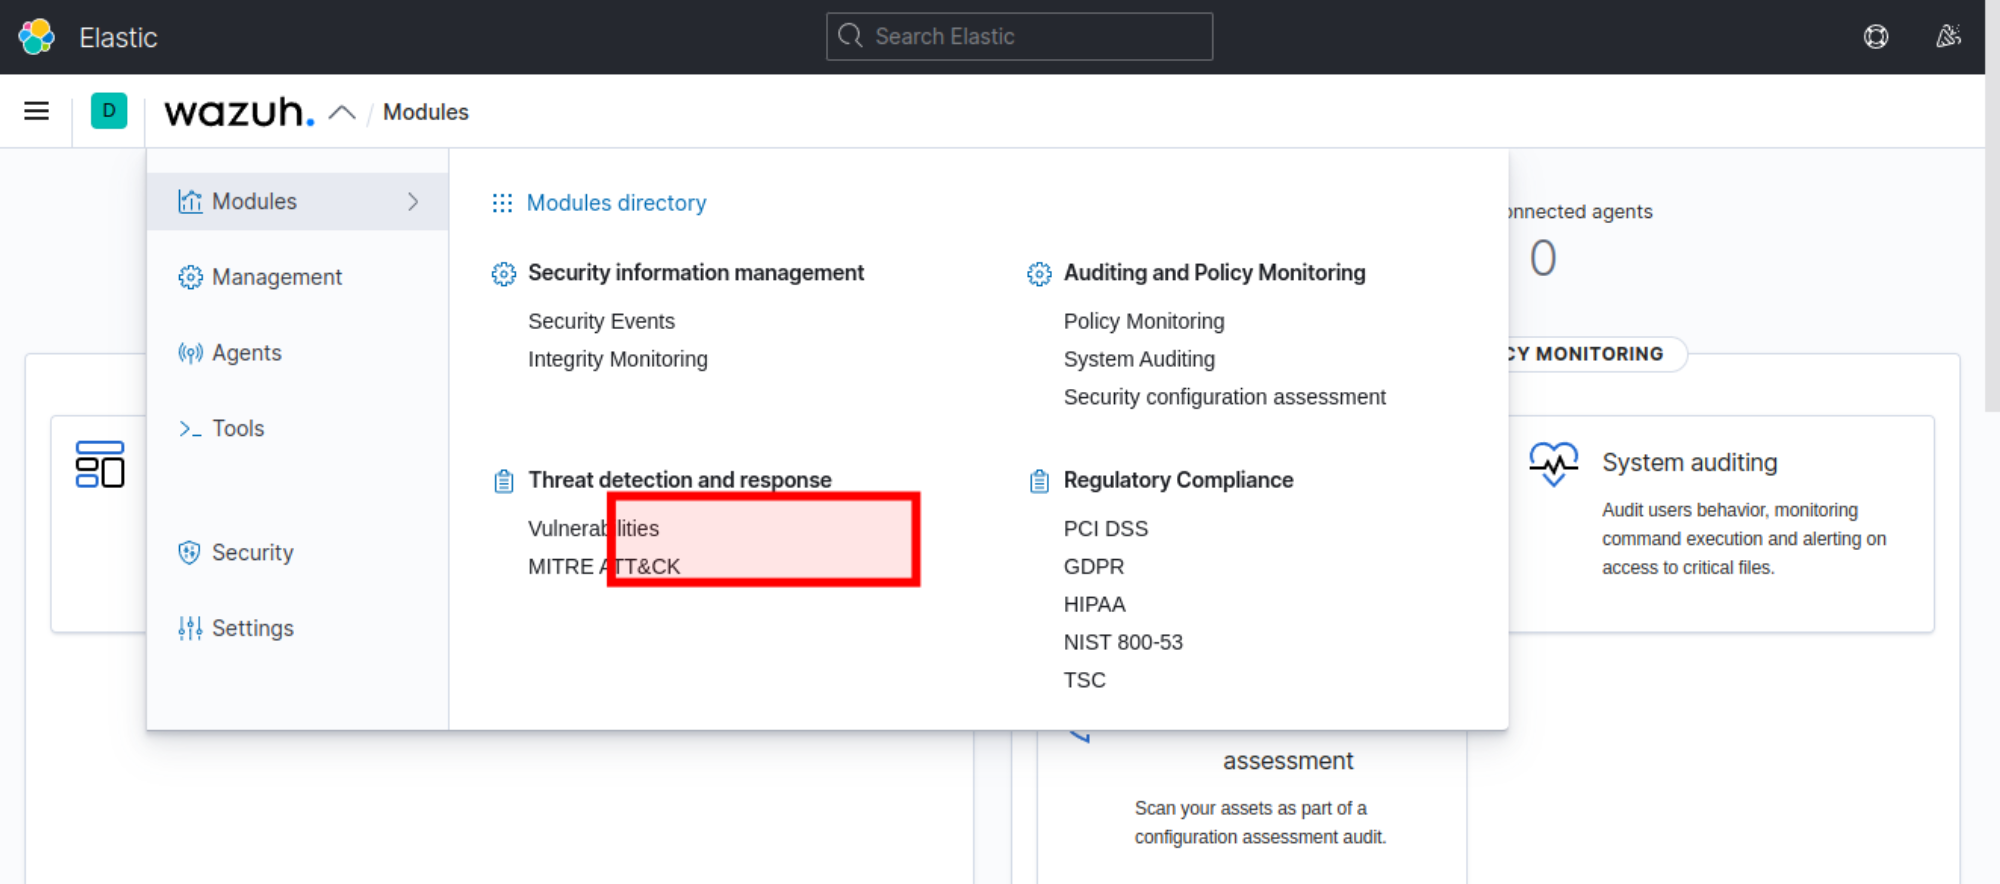 Elastic
Search Elastic
D
wazuh.
/ Modules
Modules
Management
Agents
>_ Tools
Security
Settings
Modules directory
Security information management
Security Events
Integrity Monitoring
Auditing and Policy Monitoring
Policy Monitoring
System Auditing
Security configuration assessment
Threat detection and response
Vulnerabilities
MITRE ATT&CK
Regulatory Compliance
PCI DSS
GDPR
HIPAA
NIST 800-53
TSC
onnected agents
0
CY MONITORING
System auditing
Audit users behavior, monitoring
command execution and alerting on
access to critical files.
assessment
Scan your assets as part of a
configuration assessment audit.